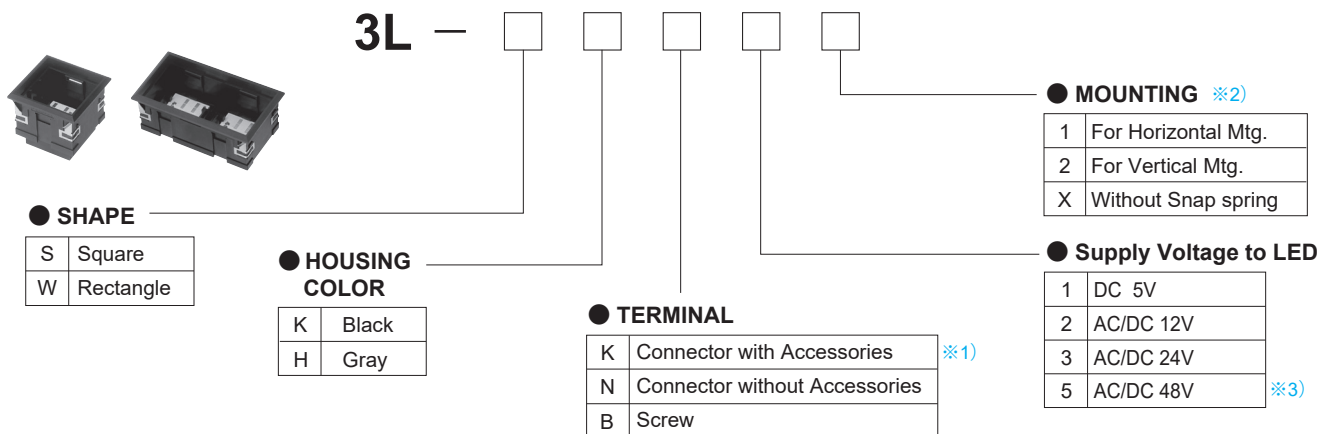 3L －
● MOUNTING ※2)
1 For Horizontal Mtg.
2 For Vertical Mtg.
X Without Snap spring
● SHAPE
S Square
W Rectangle
● HOUSING
COLOR
K Black
H Gray
● TERMINAL
K Connector with Accessories ※1)
N Connector without Accessories
B Screw
● Supply Voltage to LED
1 DC 5V
2 AC/DC 12V
3 AC/DC 24V
5 AC/DC 48V ※3)